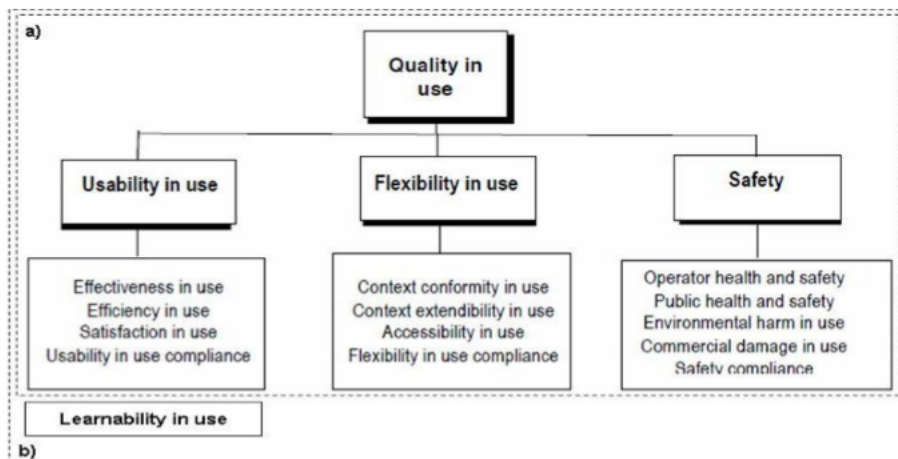 a)
Quality in
use
Usability in use
Flexibility in use
Safety
Effectiveness in use
Efficiency in use
Satisfaction in use
Usability in use compliance
Context conformity in use
Context extendibility in use
Accessibility in use
Flexibility in use compliance
Operator health and safety
Public health and safety
Environmental harm in use
Commercial damage in use
Safety compliance
Learnability in use
b)